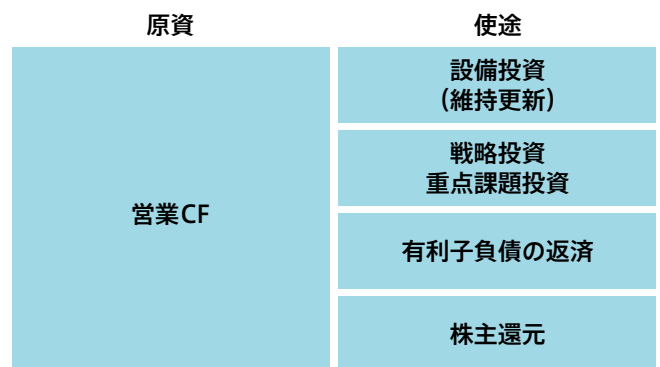 原資
使途
営業CF
設備投資
（維持更新）
戦略投資
重点課題投資
有利子負債の返済
株主還元